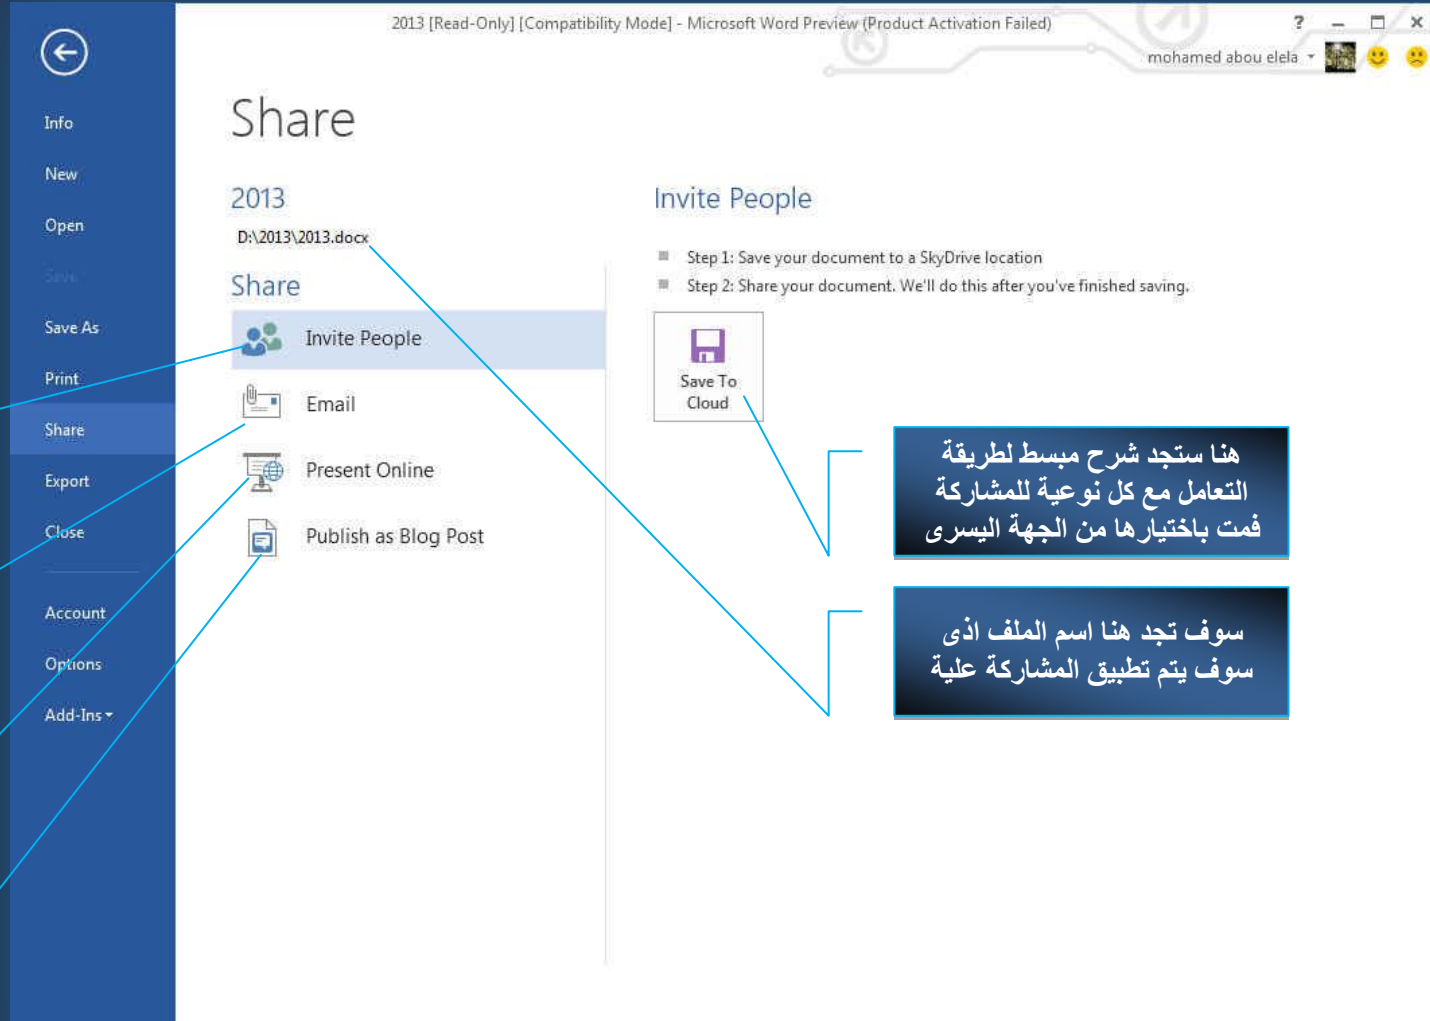 2013 [Read-Only] [Compatibility Mode] - Microsoft Word Preview (Product Activation Failed)
?
mohamed abou elela
Info
New
Open
Save
Save As
Print
Share
Export
Close
Account
Options
Add-Ins
Share
2013
D:\2013\2013.docx
Share
Invite People
Email
Present Online
Publish as Blog Post
Invite People
Step 1: Save your document to a SkyDrive location
Step 2: Share your document. We'll do this after you've finished saving.
Save To
Cloud
هنا ستجد شرح مبسط لطريقة
التعامل مع كل نوعية للمشاركة
قمت باختيارها من الجهة اليسرى
سوف تجد هنا اسم الملف اذى
سوف يتم تطبيق المشاركة علية